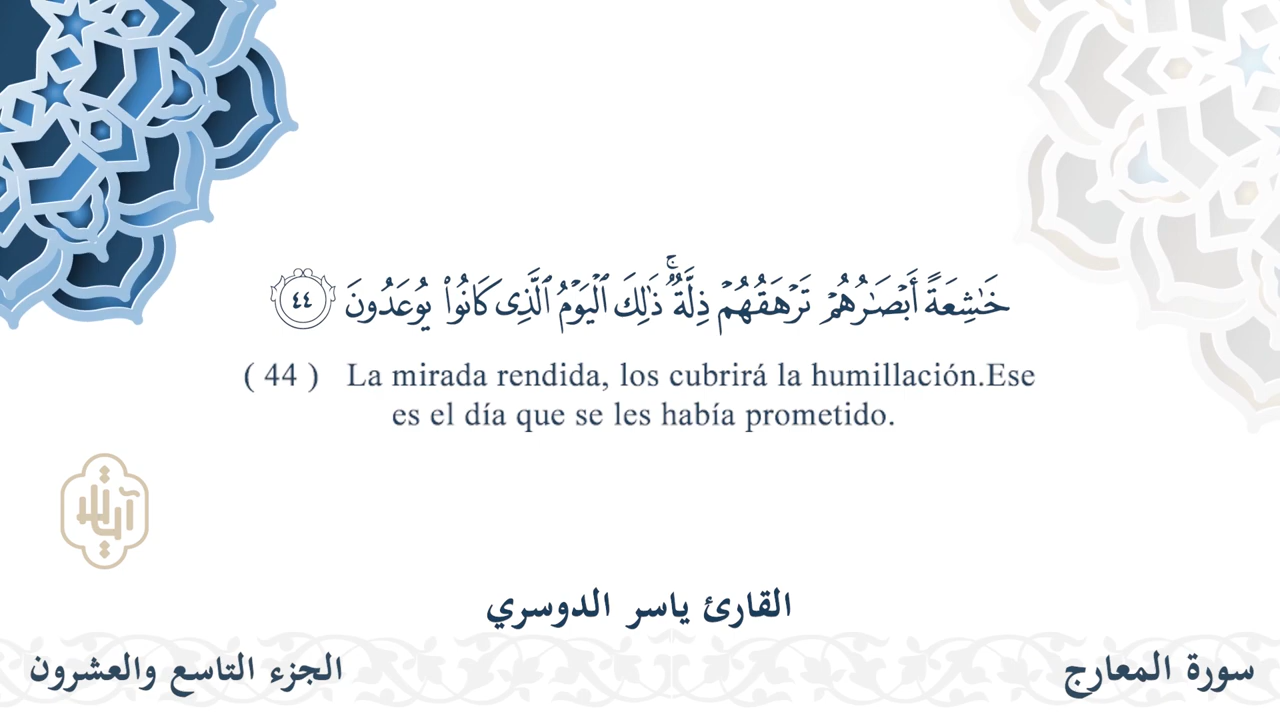 خَٰشِعَةً أَبْصَٰرُهُمْ تَرْهَقُهُمْ ذِلَّةٌۚ ذَٰلِكَ ٱلْيَوْمُ ٱلَّذِى كَانُوا۟ يُوعَدُونَ ٤٤
( 44 ) La mirada rendida, los cubrirá la humillación.Ese
es el día que se les había prometido.
آيات
القارئ ياسر الدوسري
سورة المعارج
الجزء التاسع والعشرون